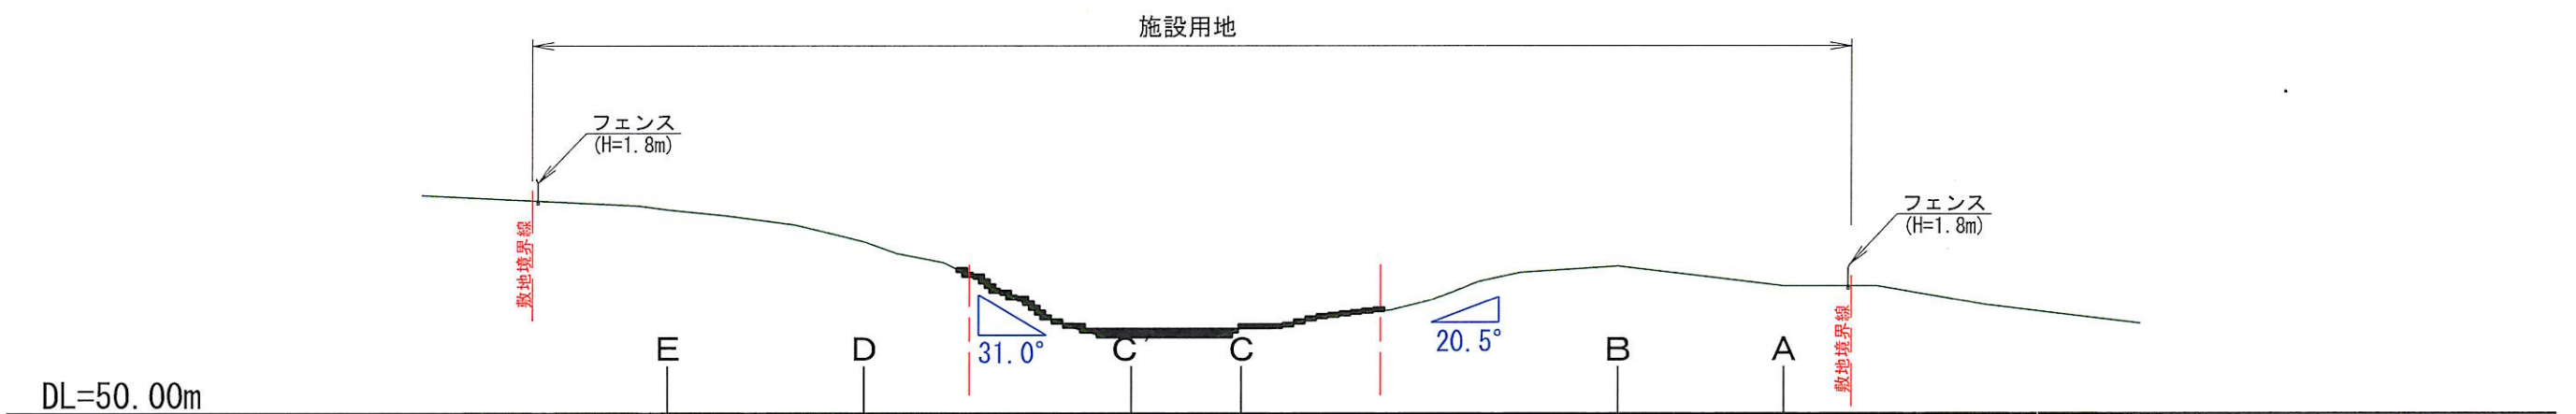 施設用地
フェンス
(H=1.8m)
フェンス
(H=1.8m)
敷地境界線
敷地境界線
31.0°
20.5°
E
D
C'
C
B
A
DL=50.00m